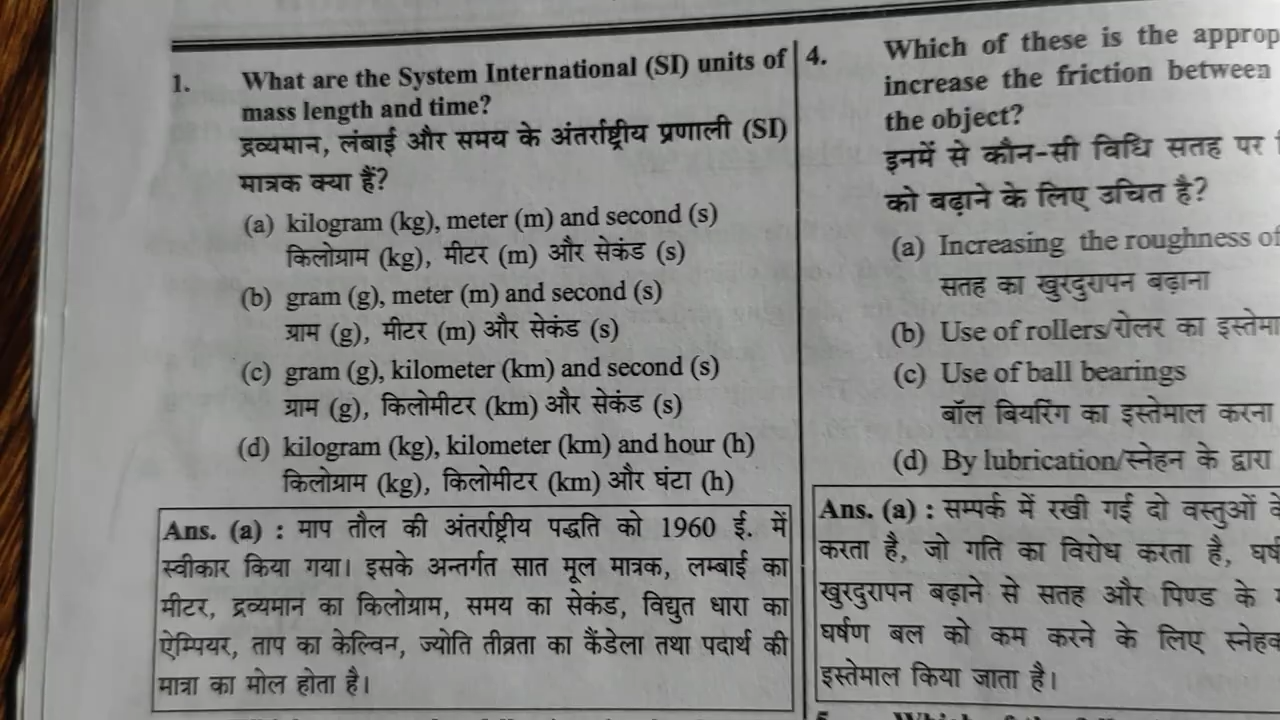 1. What are the System International (SI) units of
mass length and time?
द्रव्यमान, लंबाई और समय के अंतर्राष्ट्रीय प्रणाली (SI)
मात्रक क्या हैं?
(a) kilogram (kg), meter (m) and second (s)
किलोग्राम (kg), मीटर (m) और सेकंड (s)
(b) gram (g), meter (m) and second (s)
ग्राम (g), मीटर (m) और सेकंड (s)
(c) gram (g), kilometer (km) and second (s)
ग्राम (g), किलोमीटर (km) और सेकंड (s)
(d) kilogram (kg), kilometer (km) and hour (h)
किलोग्राम (kg), किलोमीटर (km) और घंटा (h)
Ans. (a) : माप तौल की अंतर्राष्ट्रीय पद्धति को 1960 ई. में
स्वीकार किया गया। इसके अन्तर्गत सात मूल मात्रक, लम्बाई का
मीटर, द्रव्यमान का किलोग्राम, समय का सेकंड, विद्युत धारा का
ऐम्पियर, ताप का केल्विन, ज्योति तीव्रता का कैंडेला तथा पदार्थ की
मात्रा का मोल होता है।
4. Which of these is the
increase the friction between
the object?
इनमें से कौन-सी विधि सतह पर
को बढ़ाने के लिए उचित है?
(a) Increasing the roughness of
सतह का खुरदुरापन बढ़ाना
(b) Use of rollers/रोलर का
(c) Use of ball bearings
बॉल बियरिंग का इस्तेमाल करना
(d) By lubrication/स्नेहन के द्वारा
Ans. (a) : सम्पर्क में रखी गई दो वस्तुओं
करता है, जो गति का विरोध करता है,
खुरदुरापन बढ़ाने से सतह और पिण्ड के
घर्षण बल को कम करने के लिए
इस्तेमाल किया जाता है।